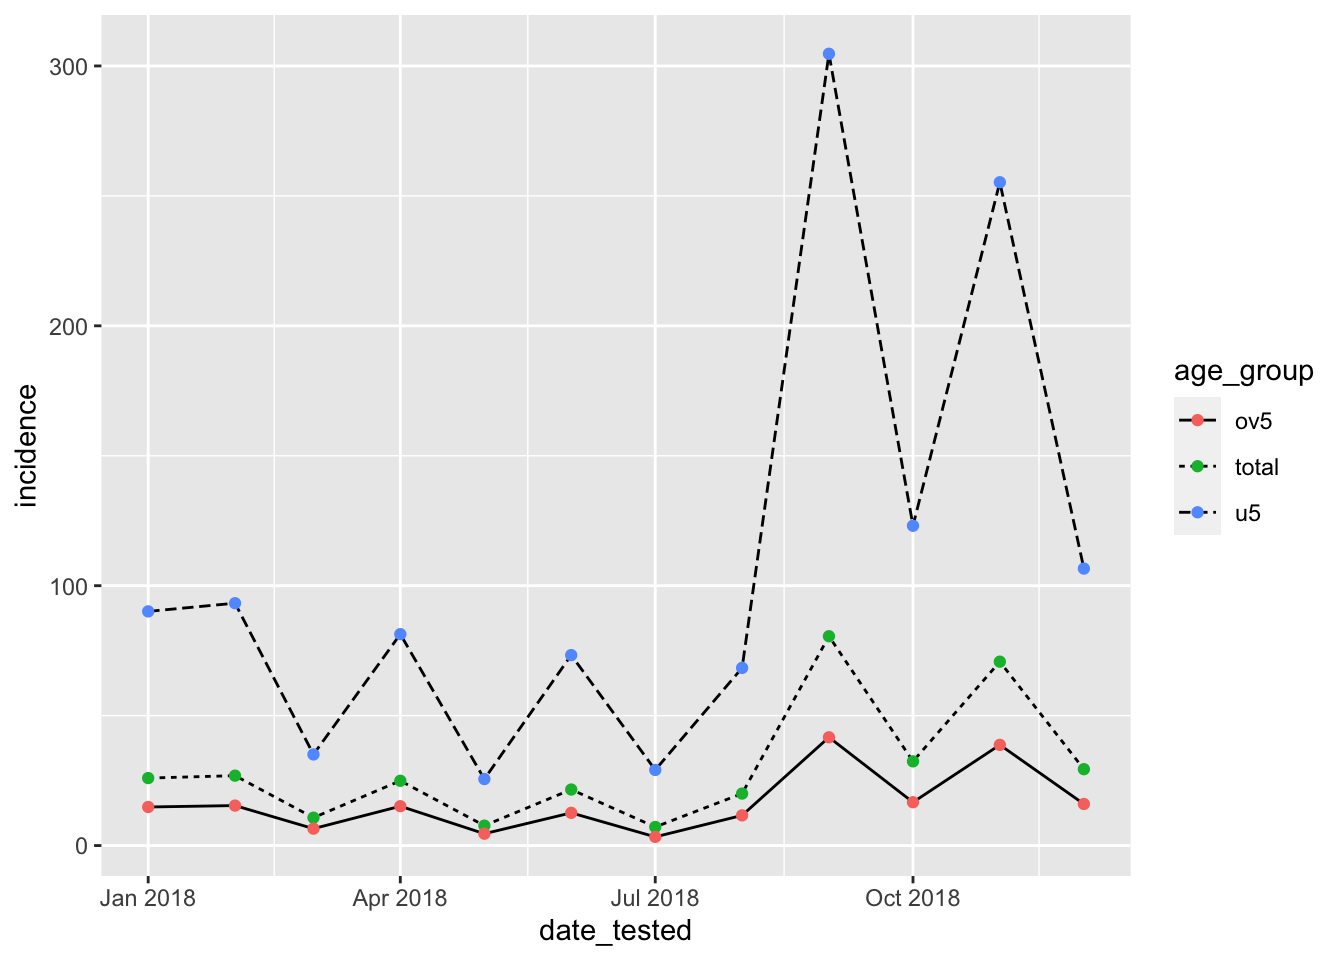 300
200
100
0
incidence
Jan 2018
Apr 2018
Jul 2018
Oct 2018
date_tested
age_group
ov5
total
u5